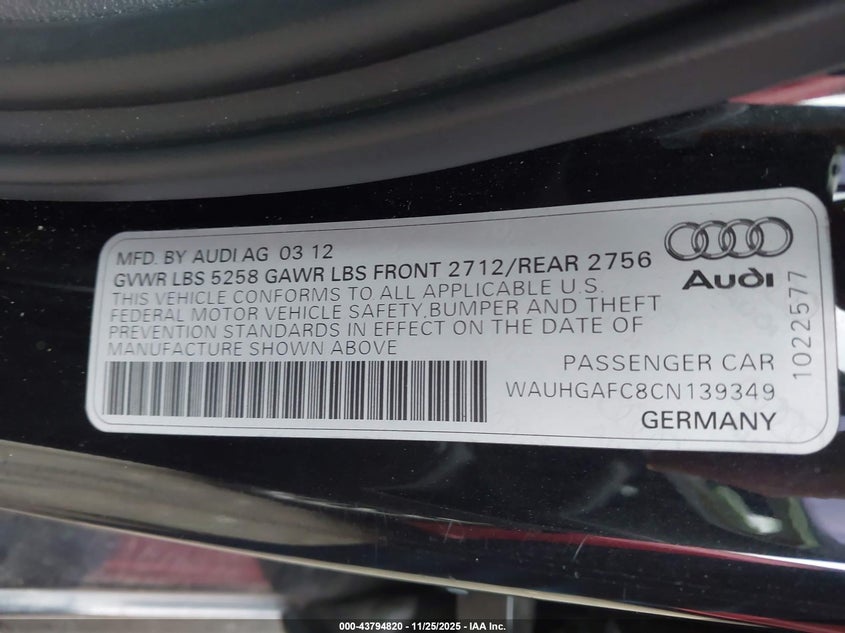 MFD. BY AUDI AG 03 12
GVWR LBS 5258 GAWR LBS FRONT 2712/REAR 2756
THIS VEHICLE CONFORMS TO ALL APPLICABLE U.S.
FEDERAL MOTOR VEHICLE SAFETY,BUMPER AND THEFT
PREVENTION STANDARDS IN EFFECT ON THE DATE OF
MANUFACTURE SHOWN ABOVE
Audi
1022577
PASSENGER CAR
WAUHGAFC8CN139349
GERMANY
000-43794820 - 11/25/2025 - IAA Inc.